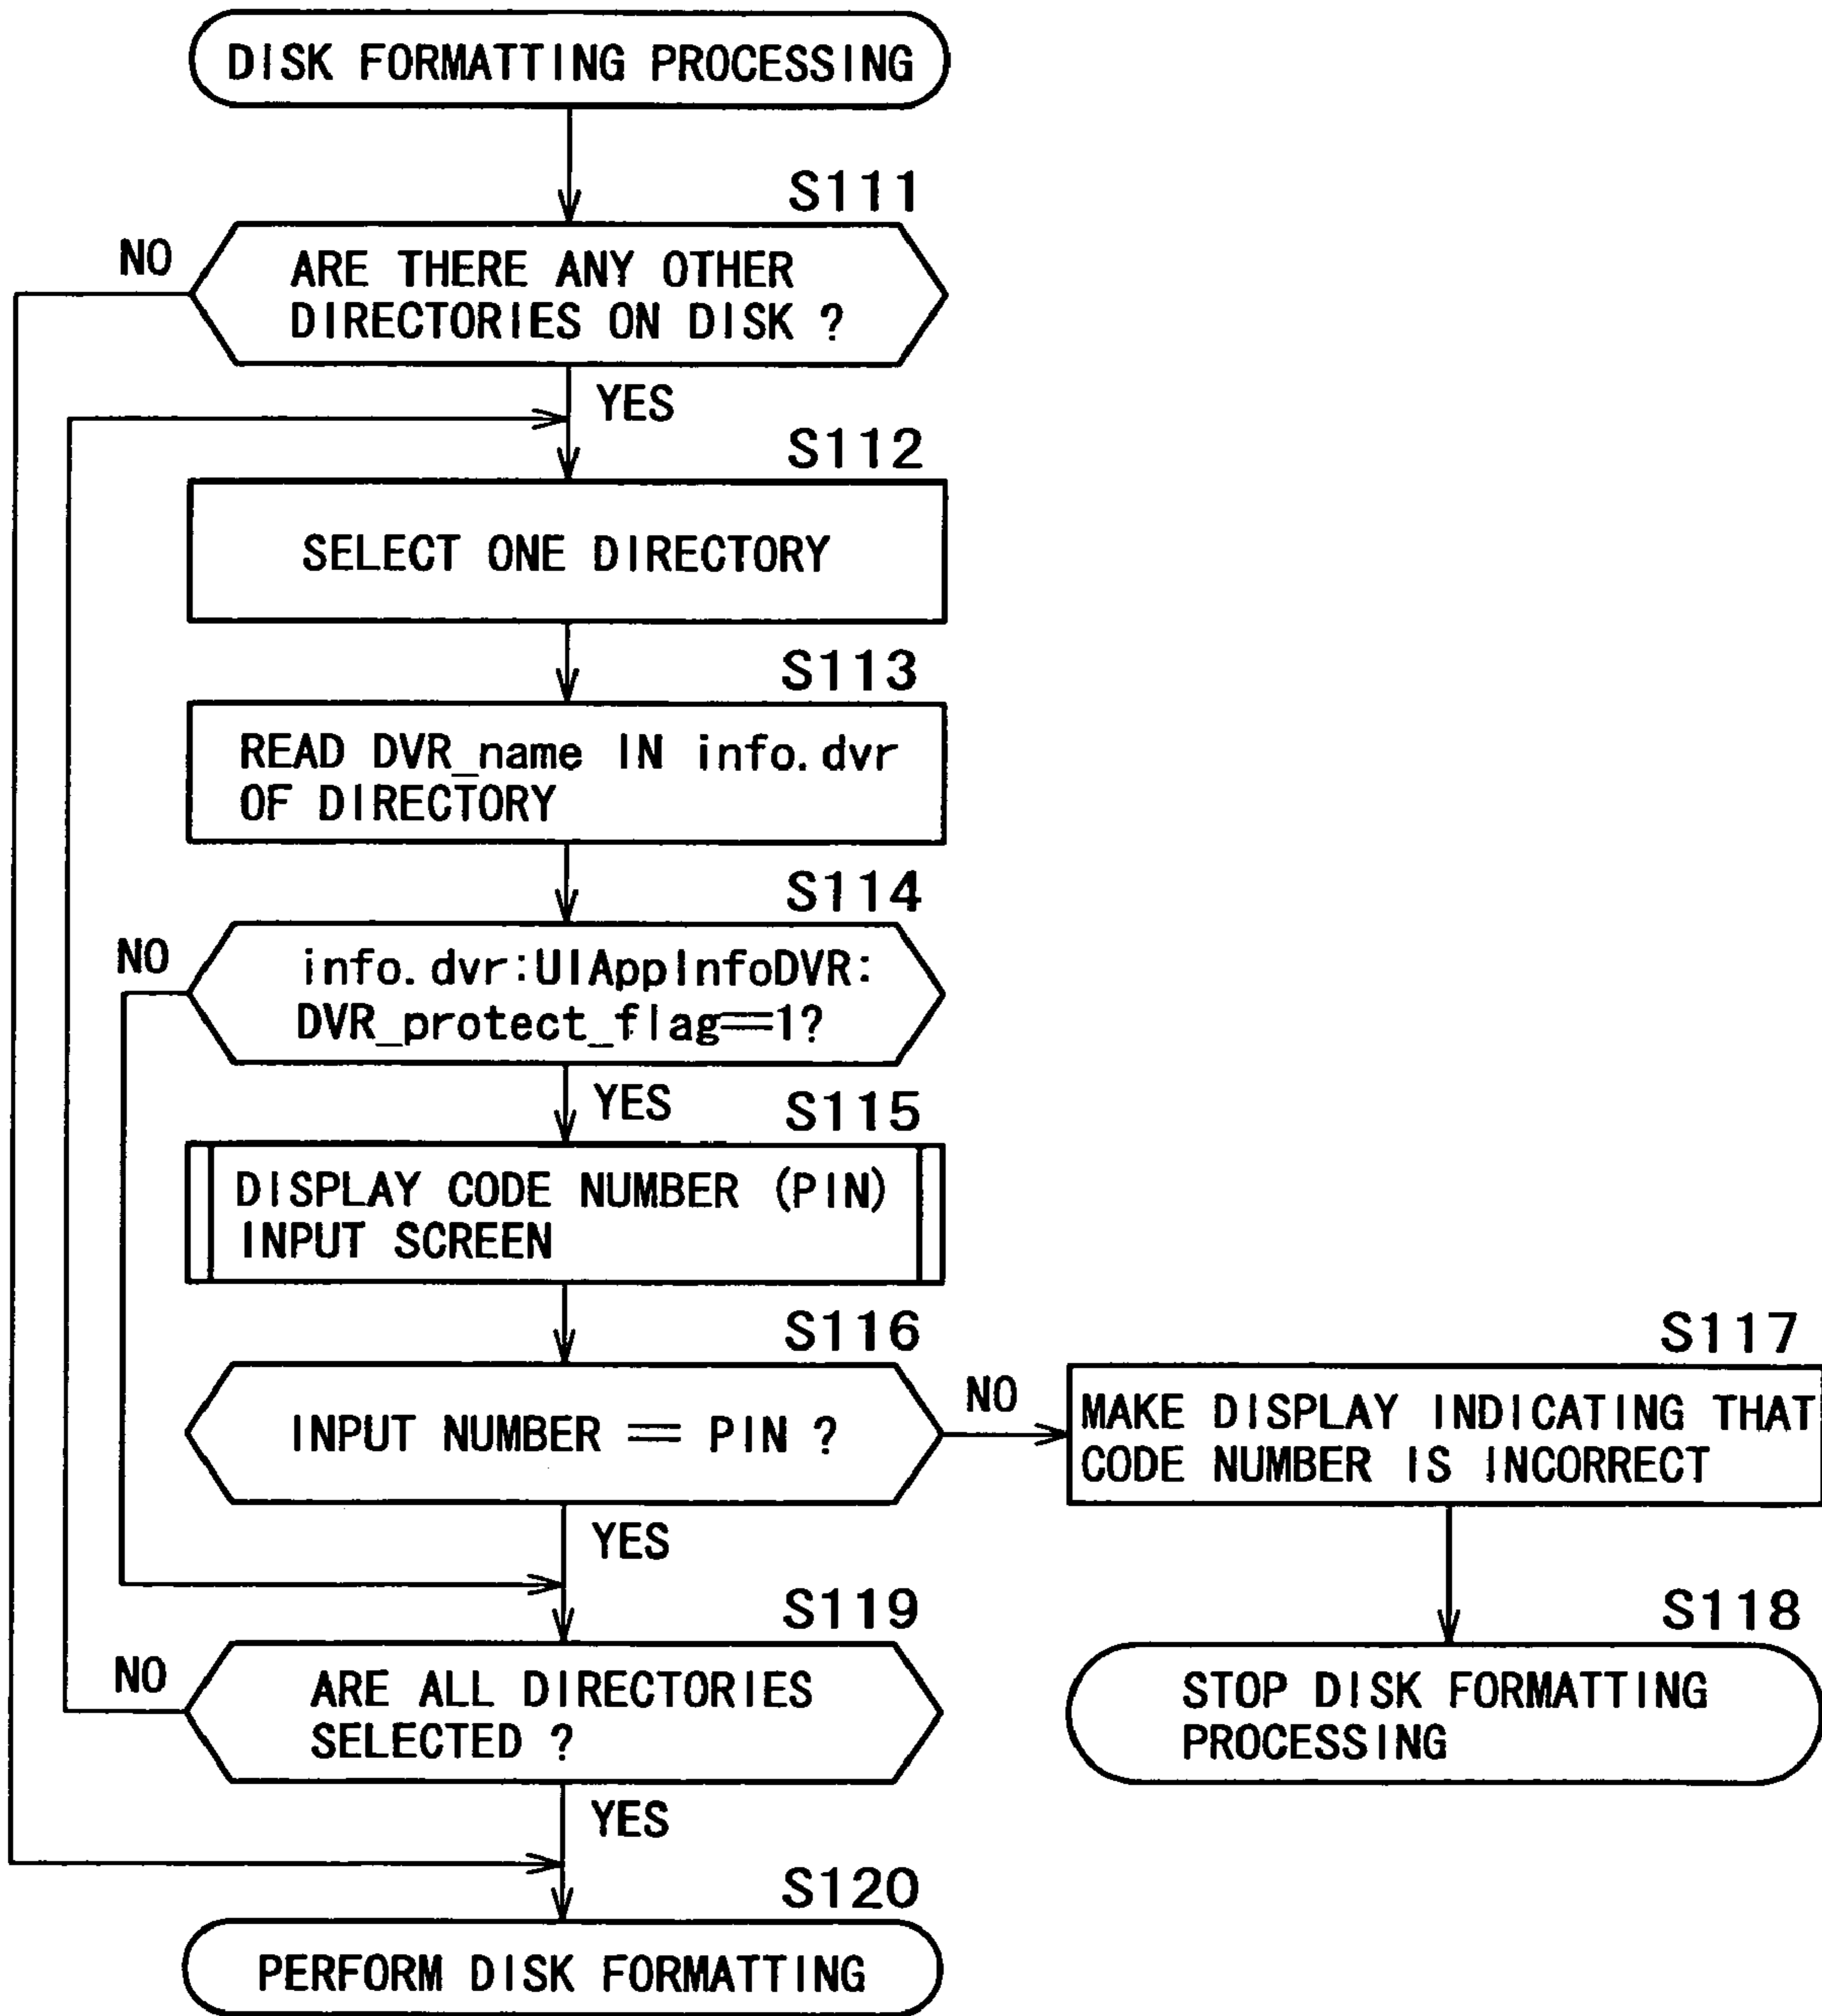 DISK FORMATTING PROCESSING
S111
NO
ARE THERE ANY OTHER
DIRECTORIES ON DISK ?
YES
S112
SELECT ONE DIRECTORY
S113
READ DVR_name IN info.dvr
OF DIRECTORY
S114
NO
info.dvr:UIAppInfoDVR:
DVR_protect_flag==1?
YES
S115
DISPLAY CODE NUMBER (PIN)
INPUT SCREEN
S116
INPUT NUMBER == PIN ?
NO
S117
MAKE DISPLAY INDICATING THAT
CODE NUMBER IS INCORRECT
YES
S119
NO
ARE ALL DIRECTORIES
SELECTED ?
S118
STOP DISK FORMATTING
PROCESSING
YES
S120
PERFORM DISK FORMATTING